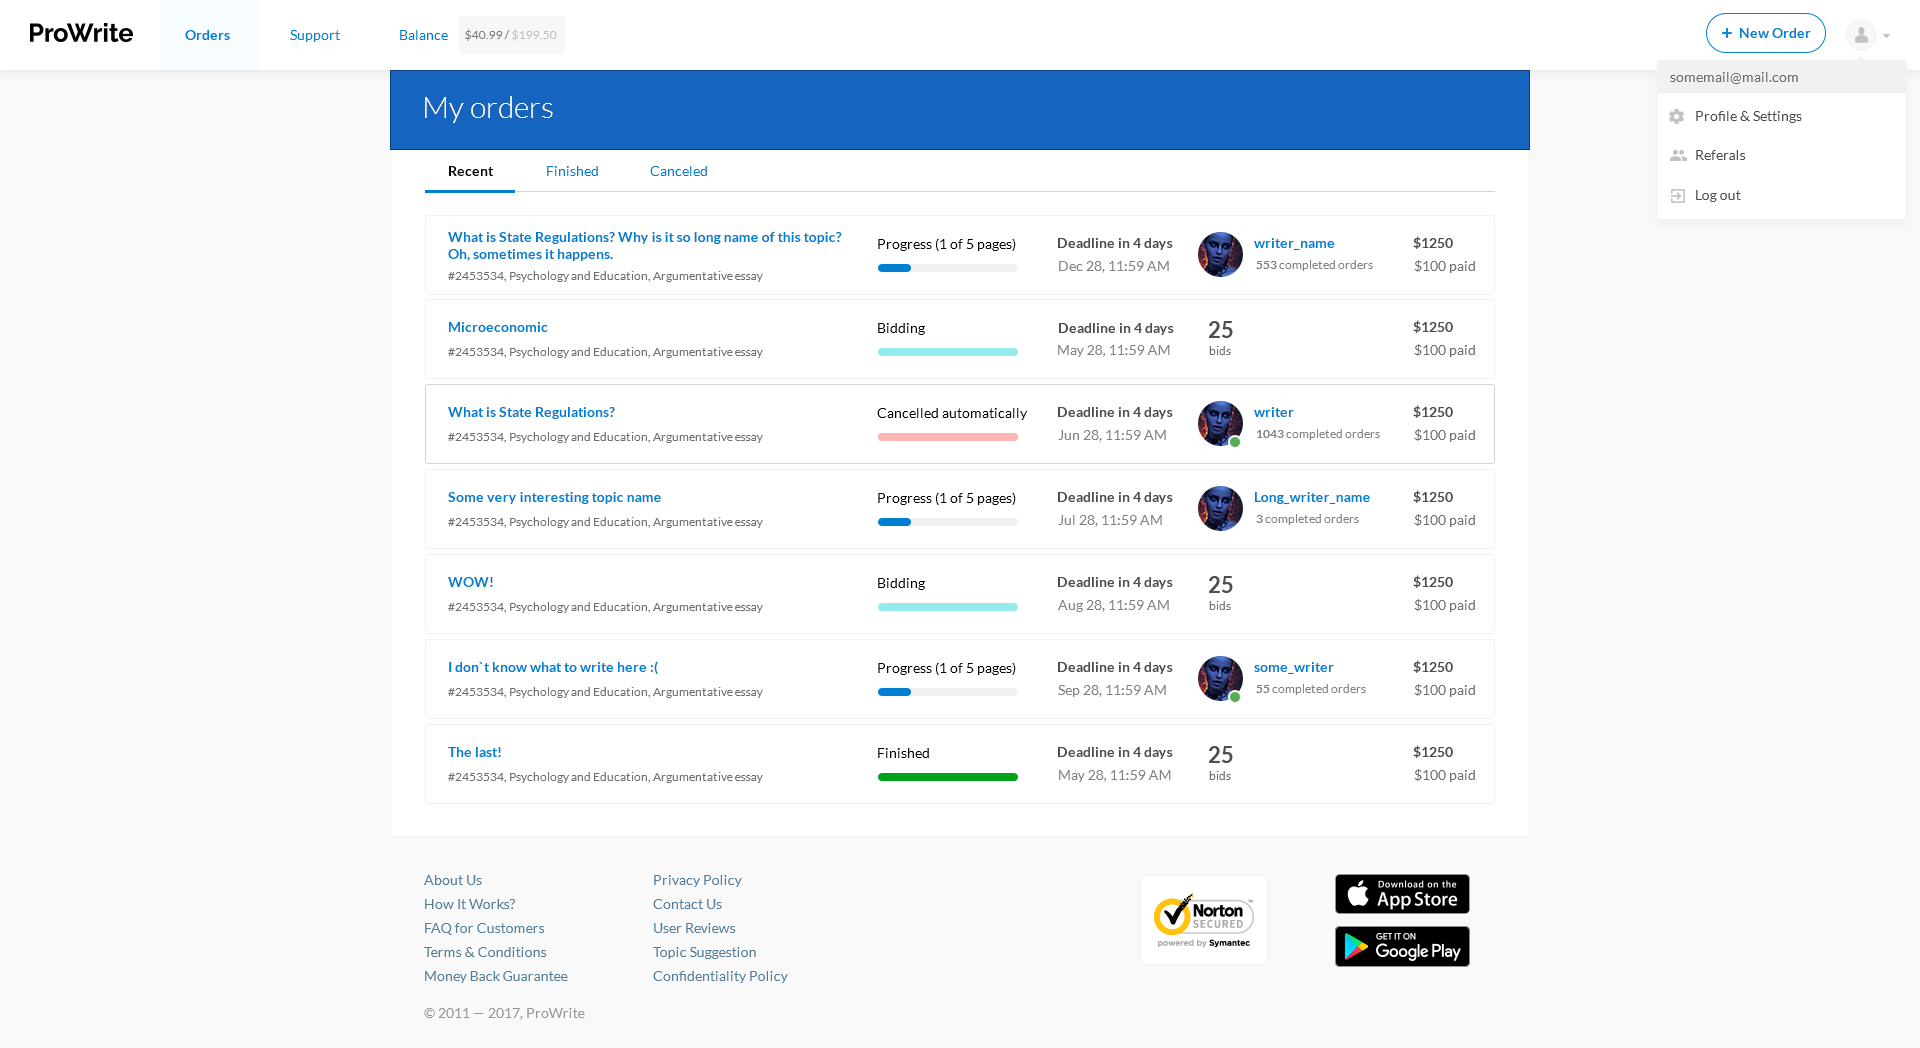 ProWrite
Orders
Support
Balance
$40.99 / $199.50
+ New Order
somemail@mail.com
Profile & Settings
Referals
Log out
My orders
Recent
Finished
Canceled
What is State Regulations? Why is it so long name of this topic?
Oh, sometimes it happens.
#2453534, Psychology and Education, Argumentative essay
Progress (1 of 5 pages)
Deadline in 4 days
Dec 28, 11:59 AM
writer_name
553 completed orders
$1250
$100 paid
Microeconomic
#2453534, Psychology and Education, Argumentative essay
Bidding
Deadline in 4 days
May 28, 11:59 AM
25
bids
$1250
$100 paid
What is State Regulations?
#2453534, Psychology and Education, Argumentative essay
Cancelled automatically
Deadline in 4 days
Jun 28, 11:59 AM
writer
1043 completed orders
$1250
$100 paid
Some very interesting topic name
#2453534, Psychology and Education, Argumentative essay
Progress (1 of 5 pages)
Deadline in 4 days
Jul 28, 11:59 AM
Long_writer_name
3 completed orders
$1250
$100 paid
WOW!
#2453534, Psychology and Education, Argumentative essay
Bidding
Deadline in 4 days
Aug 28, 11:59 AM
25
bids
$1250
$100 paid
I don`t know what to write here :(
#2453534, Psychology and Education, Argumentative essay
Progress (1 of 5 pages)
Deadline in 4 days
Sep 28, 11:59 AM
some_writer
55 completed orders
$1250
$100 paid
The last!
#2453534, Psychology and Education, Argumentative essay
Finished
Deadline in 4 days
May 28, 11:59 AM
25
bids
$1250
$100 paid
About Us
How It Works?
FAQ for Customers
Terms & Conditions
Money Back Guarantee
Privacy Policy
Contact Us
User Reviews
Topic Suggestion
Confidentiality Policy
Norton
SECURED
powered by Symantec
Download on the
App Store
GET IT ON
Google Play
© 2011 — 2017, ProWrite